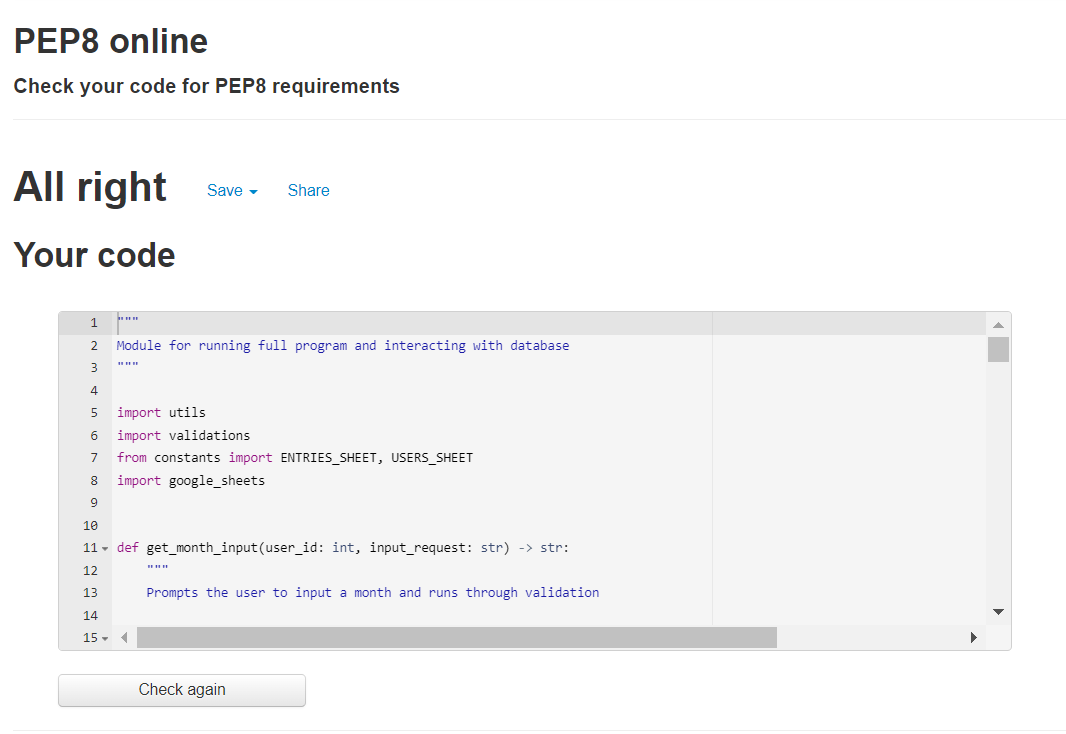 PEP8 online
Check your code for PEP8 requirements
All right Save Share
Your code
1 """
2 Module for running full program and interacting with database
3 """
4
5 import utils
6 import validations
7 from constants import ENTRIES_SHEET, USERS_SHEET
8 import google_sheets
9
10
11 def get_month_input(user_id: int, input_request: str) -> str:
12     """
13     Prompts the user to input a month and runs through validation
14
15
Check again